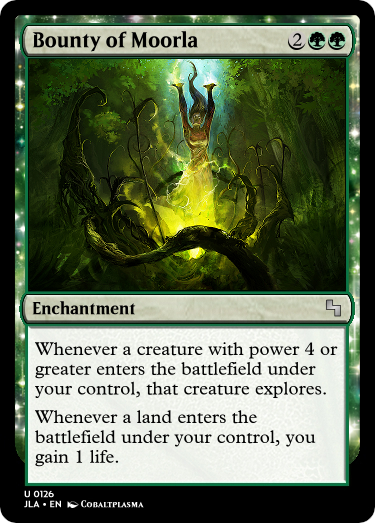 Bounty of Moorla 2
Enchantment
Whenever a creature with power 4 or
greater enters the battlefield under
your control, that creature explores.
Whenever a land enters the
battlefield under your control, you
gain 1 life.
U 0126
JLA • EN Cobaltplasma